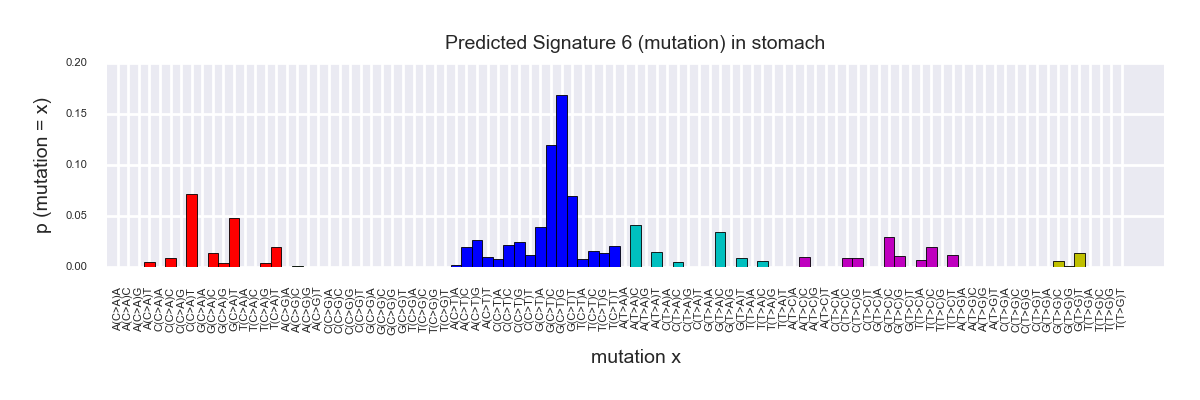 Predicted Signature 6 (mutation) in stomach
0.20
0.15
0.10
0.05
0.00
p (mutation = x)
A(C>A)A
A(C>A)C
A(C>A)G
A(C>A)T
C(C>A)A
C(C>A)C
C(C>A)G
C(C>A)T
G(C>A)A
G(C>A)C
G(C>A)G
G(C>A)T
T(C>A)A
T(C>A)C
T(C>A)G
T(C>A)T
A(C>G)A
A(C>G)C
A(C>G)G
A(C>G)T
C(C>G)A
C(C>G)C
C(C>G)G
C(C>G)T
G(C>G)A
G(C>G)C
G(C>G)G
G(C>G)T
T(C>G)A
T(C>G)C
T(C>G)G
T(C>G)T
A(C>T)A
A(C>T)C
A(C>T)G
A(C>T)T
C(C>T)A
C(C>T)C
C(C>T)G
C(C>T)T
G(C>T)A
G(C>T)C
G(C>T)G
G(C>T)T
T(C>T)A
T(C>T)C
T(C>T)G
T(C>T)T
A(T>A)A
A(T>A)C
A(T>A)G
A(T>A)T
C(T>A)A
C(T>A)C
C(T>A)G
C(T>A)T
G(T>A)A
G(T>A)C
G(T>A)G
G(T>A)T
T(T>A)A
T(T>A)C
T(T>A)G
T(T>A)T
A(T>C)A
A(T>C)C
A(T>C)G
A(T>C)T
C(T>C)A
C(T>C)C
C(T>C)G
C(T>C)T
G(T>C)A
G(T>C)C
G(T>C)G
G(T>C)T
T(T>C)A
T(T>C)C
T(T>C)G
T(T>C)T
A(T>G)A
A(T>G)C
A(T>G)G
A(T>G)T
C(T>G)A
C(T>G)C
C(T>G)G
C(T>G)T
G(T>G)A
G(T>G)C
G(T>G)G
G(T>G)T
T(T>G)A
T(T>G)C
T(T>G)G
T(T>G)T
mutation x